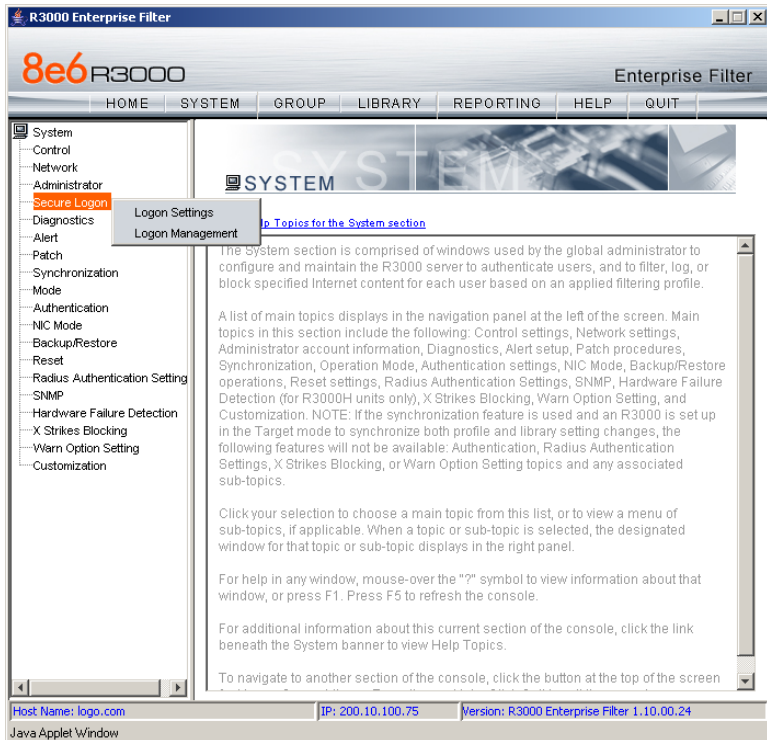 R3000 Enterprise Filter
8e6 R3000
Enterprise Filter
HOME SYSTEM GROUP LIBRARY REPORTING HELP QUIT
System
Control
Network
Administrator
Secure Logon
Diagnostics
Alert
Patch
Synchronization
Mode
Authentication
NIC Mode
Backup/Restore
Reset
Radius Authentication Setting
SNMP
Hardware Failure Detection
X Strikes Blocking
Warn Option Setting
Customization
Logon Settings
Logon Management
SYSTEM
SYSTEM
Topics for the System section
The System section is comprised of windows used by the global administrator to
configure and maintain the R3000 server to authenticate users, and to filter, log, or
block specified Internet content for each user based on an applied filtering profile.
A list of main topics displays in the navigation panel at the left of the screen. Main
topics in this section include the following: Control settings, Network settings,
Administrator account information, Diagnostics, Alert setup, Patch procedures,
Synchronization, Operation Mode, Authentication settings, NIC Mode, Backup/Restore
operations, Reset settings, Radius Authentication Settings, SNMP, Hardware Failure
Detection (for R3000H units only), X Strikes Blocking, Warn Option Setting, and
Customization. NOTE: If the synchronization feature is used and an R3000 is set up
in the Target mode to synchronize both profile and library setting changes, the
following features will not be available: Authentication, Radius Authentication
Settings, X Strikes Blocking, or Warn Option Setting topics and any associated
sub-topics.
Click your selection to choose a main topic from this list, or to view a menu of
sub-topics, if applicable. When a topic or sub-topic is selected, the designated
window for that topic or sub-topic displays in the right panel.
For help in any window, mouse-over the "?" symbol to view information about that
window, or press F1. Press F5 to refresh the console.
For additional information about this current section of the console, click the link
beneath the System banner to view Help Topics.
To navigate to another section of the console, click the button at the top of the screen
Host Name: logo.com
IP: 200.10.100.75
Version: R3000 Enterprise Filter 1.10.00.24
Java Applet Window